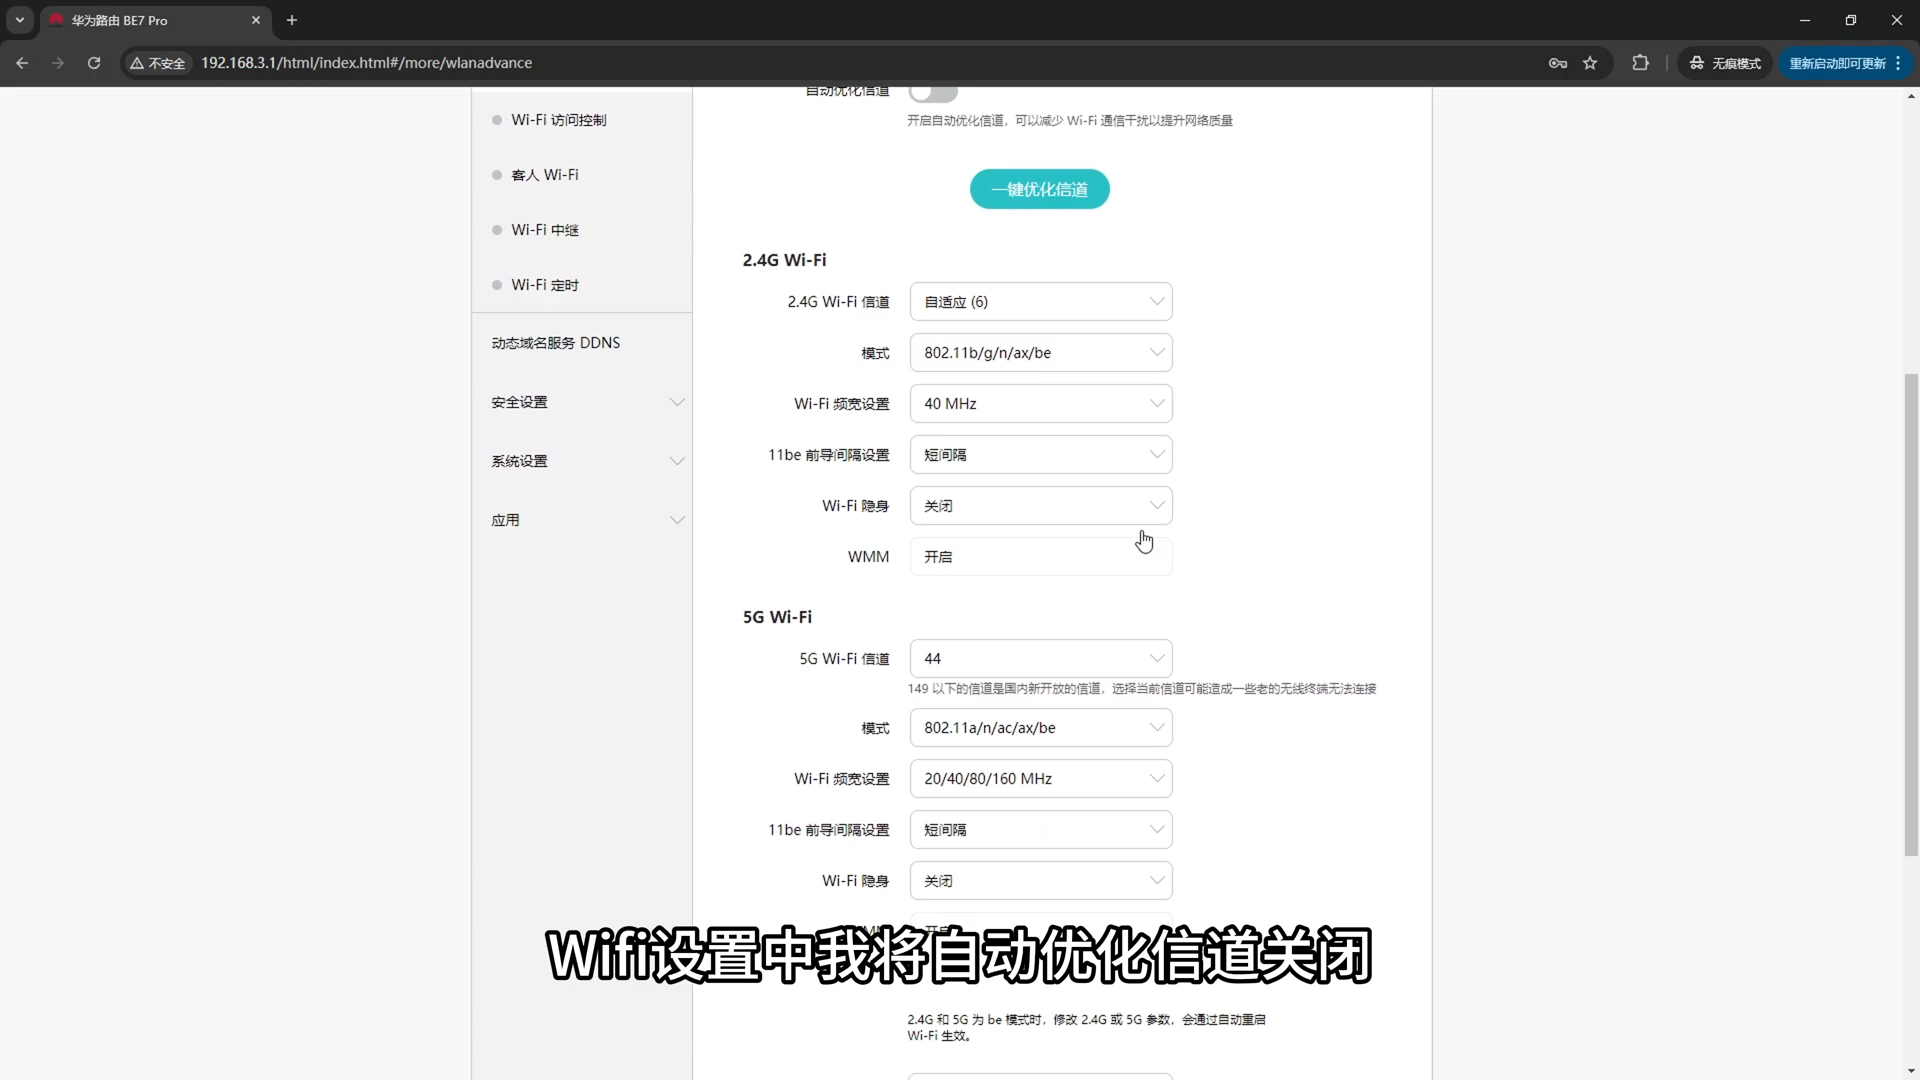 华为路由 BE7 Pro
不安全
192.168.3.1/html/index.html#/more/wlanadvance
无痕模式
重新启动即可更新
自动优化信道
Wi-Fi 访问控制
开启自动优化信道，可以减少 Wi-Fi 通信干扰以提升网络质量
客人 Wi-Fi
一键优化信道
Wi-Fi 中继
2.4G Wi-Fi
Wi-Fi 定时
2.4G Wi-Fi 信道
自适应 (6)
动态域名服务 DDNS
模式
802.11b/g/n/ax/be
安全设置
Wi-Fi 频宽设置
40 MHz
11be 前导间隔设置
短间隔
系统设置
Wi-Fi 隐身
关闭
应用
WMM
开启
5G Wi-Fi
5G Wi-Fi 信道
44
149 以下的信道是国内新开放的信道，选择当前信道可能造成一些老的无线终端无法连接
模式
802.11a/n/ac/ax/be
Wi-Fi 频宽设置
20/40/80/160 MHz
11be 前导间隔设置
短间隔
Wi-Fi 隐身
关闭
Wifi设置中我将自动优化信道关闭
2.4G 和 5G 为 be 模式时，修改 2.4G 或 5G 参数，会通过自动重启
Wi-Fi 生效。